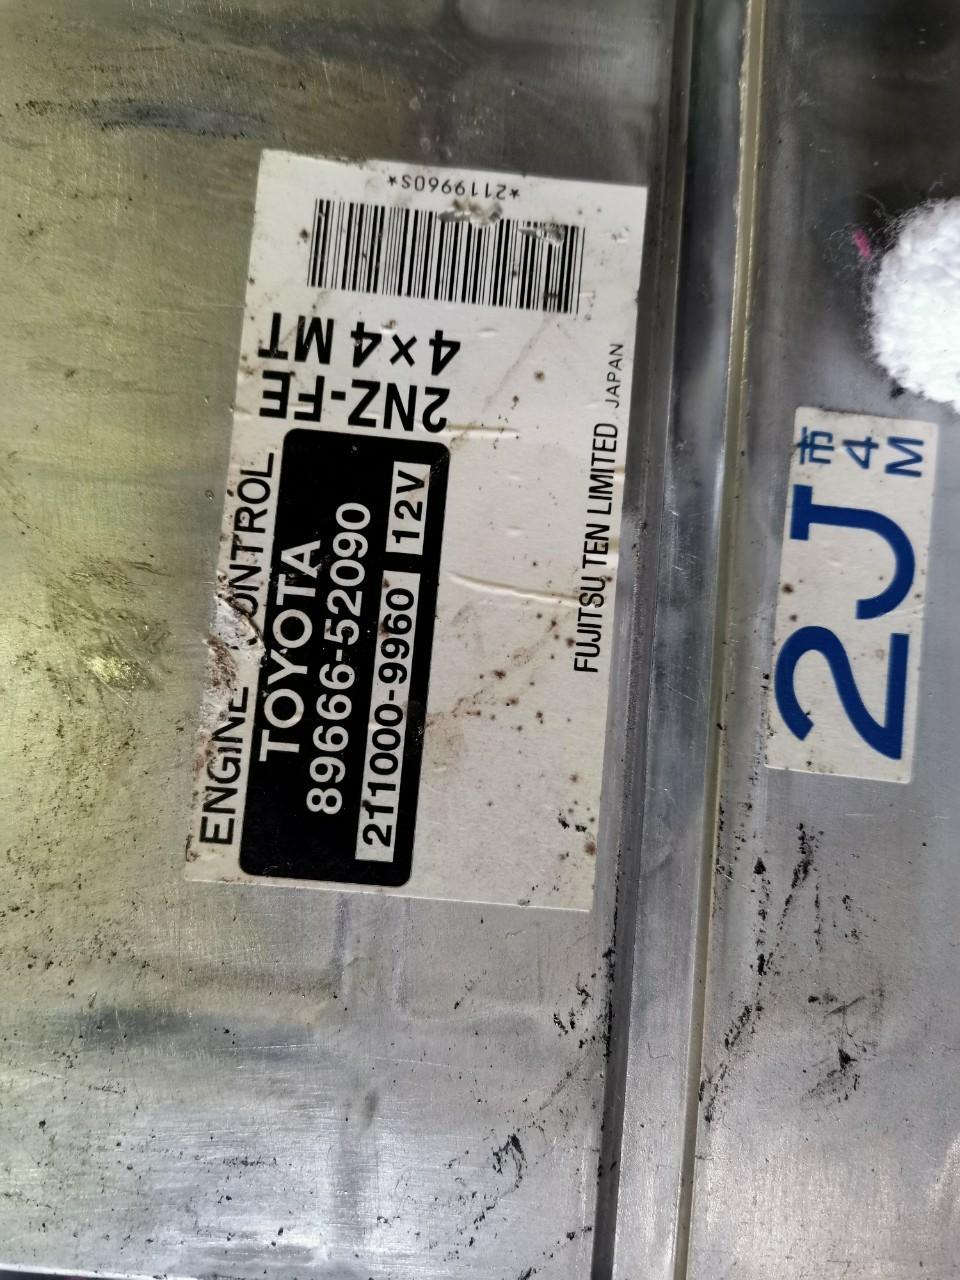 ENGINE CONTROL
TOYOTA
89666-52090
211000-9960 12V
2NZ-FE
4×4 MT
*2119960S*
H
FUJITSU TEN LIMITED JAPAN
2J
市
4
M